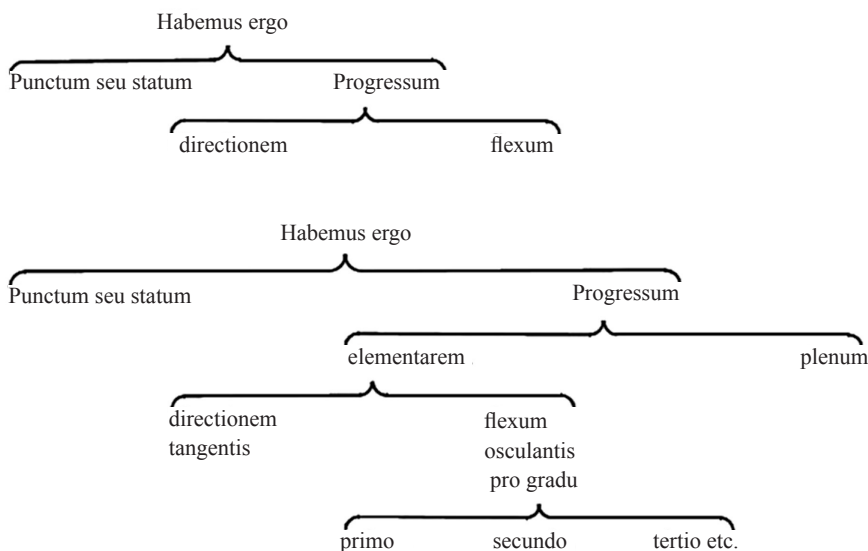 Habemus ergo
Punctum seu statum Progressum
directionem flexum
Habemus ergo
Punctum seu statum Progressum
elementarem plenum
directionem flexum
tangentis osculantis
pro gradu
primo secundo tertio etc.